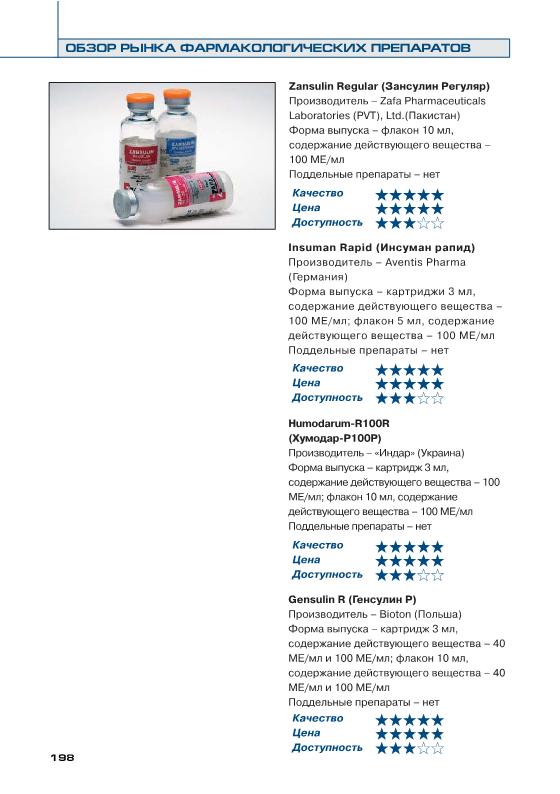 ОБЗОР РЫНКА ФАРМАКОЛОГИЧЕСКИХ ПРЕПАРАТОВ
ZANSULIN
ZANSULIN
Zansulin Regular (Зансулин Регуляр)
Производитель – Zafa Pharmaceuticals
Laboratories (PVT), Ltd.(Пакистан)
Форма выпуска – флакон 10 мл,
содержание действующего вещества –
100 МЕ/мл
Поддельные препараты – нет
Качество ★★★★★
Цена ★★★★★
Доступность ★★★☆☆
Insuman Rapid (Инсуман рапид)
Производитель – Aventis Pharma
(Германия)
Форма выпуска – картриджи 3 мл,
содержание действующего вещества –
100 МЕ/мл; флакон 5 мл, содержание
действующего вещества – 100 МЕ/мл
Поддельные препараты – нет
Качество ★★★★★
Цена ★★★★★
Доступность ★★★☆☆
Humodarum-R100R
(Хумодар-Р100Р)
Производитель – «Индар» (Украина)
Форма выпуска – картридж 3 мл,
содержание действующего вещества – 100
МЕ/мл; флакон 10 мл, содержание
действующего вещества – 100 МЕ/мл
Поддельные препараты – нет
Качество ★★★★★
Цена ★★★★★
Доступность ★★★☆☆
Gensulin R (Генсулин Р)
Производитель – Bioton (Польша)
Форма выпуска – картридж 3 мл,
содержание действующего вещества – 40
МЕ/мл и 100 МЕ/мл; флакон 10 мл,
содержание действующего вещества – 40
МЕ/мл и 100 МЕ/мл
Поддельные препараты – нет
Качество ★★★★★
Цена ★★★★★
Доступность ★★★☆☆
198